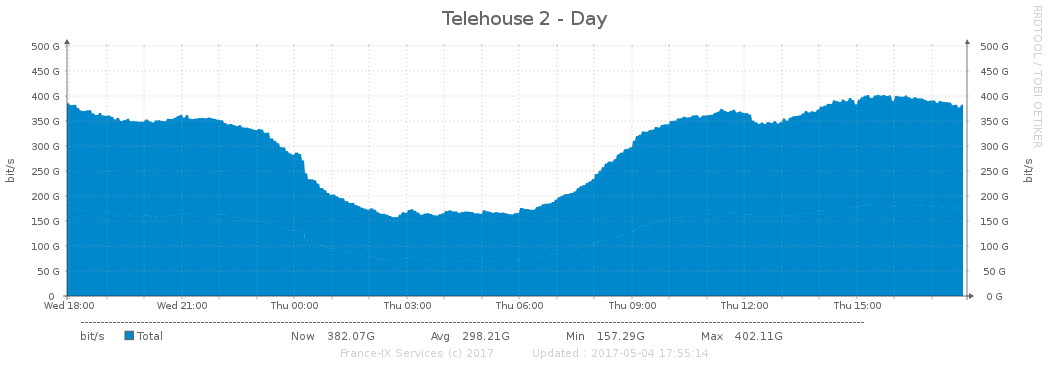 Telehouse 2 - Day
RRDTOOL / TOBI OETIKER
500 G 500 G
450 G 450 G
400 G 400 G
350 G 350 G
300 G 300 G
250 G 250 G
200 G 200 G
150 G 150 G
100 G 100 G
50 G 50 G
0 0 G
bit/s bit/s
Wed 18:00 Wed 21:00 Thu 00:00 Thu 03:00 Thu 06:00 Thu 09:00 Thu 12:00 Thu 15:00
bit/s Total Now 382.07G Avg 298.21G Min 157.29G Max 402.11G
France-IX Services (c) 2017 Updated : 2017-05-04 17:55:14